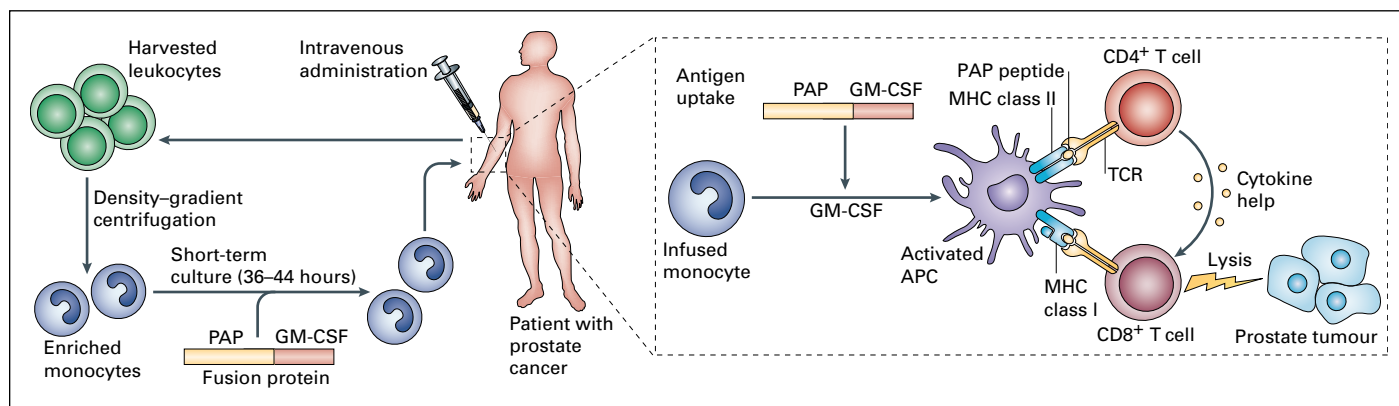 Harvested
leukocytes
Intravenous
administration
Density–gradient
centrifugation
Short-term
culture (36–44 hours)
Enriched
monocytes
PAP
GM-CSF
Fusion protein
Patient with
prostate
cancer
Antigen
uptake
PAP
GM-CSF
Infused
monocyte
GM-CSF
Activated
APC
PAP peptide
MHC class II
CD4+ T cell
TCR
Cytokine
help
MHC
class I
CD8+ T cell
Lysis
Prostate tumour